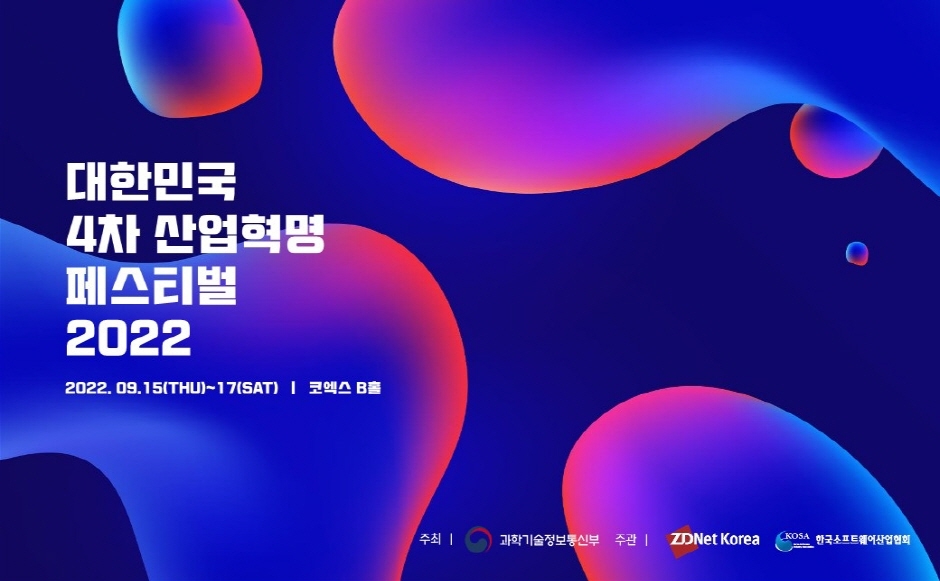 대한민국
4차 산업혁명
페스티벌
2022
2022. 09.15(THU)~17(SAT) | 코엑스 B홀
주최 | 과학기술정보통신부 주관 | ZDNet Korea KOSA 한국소프트웨어산업협회